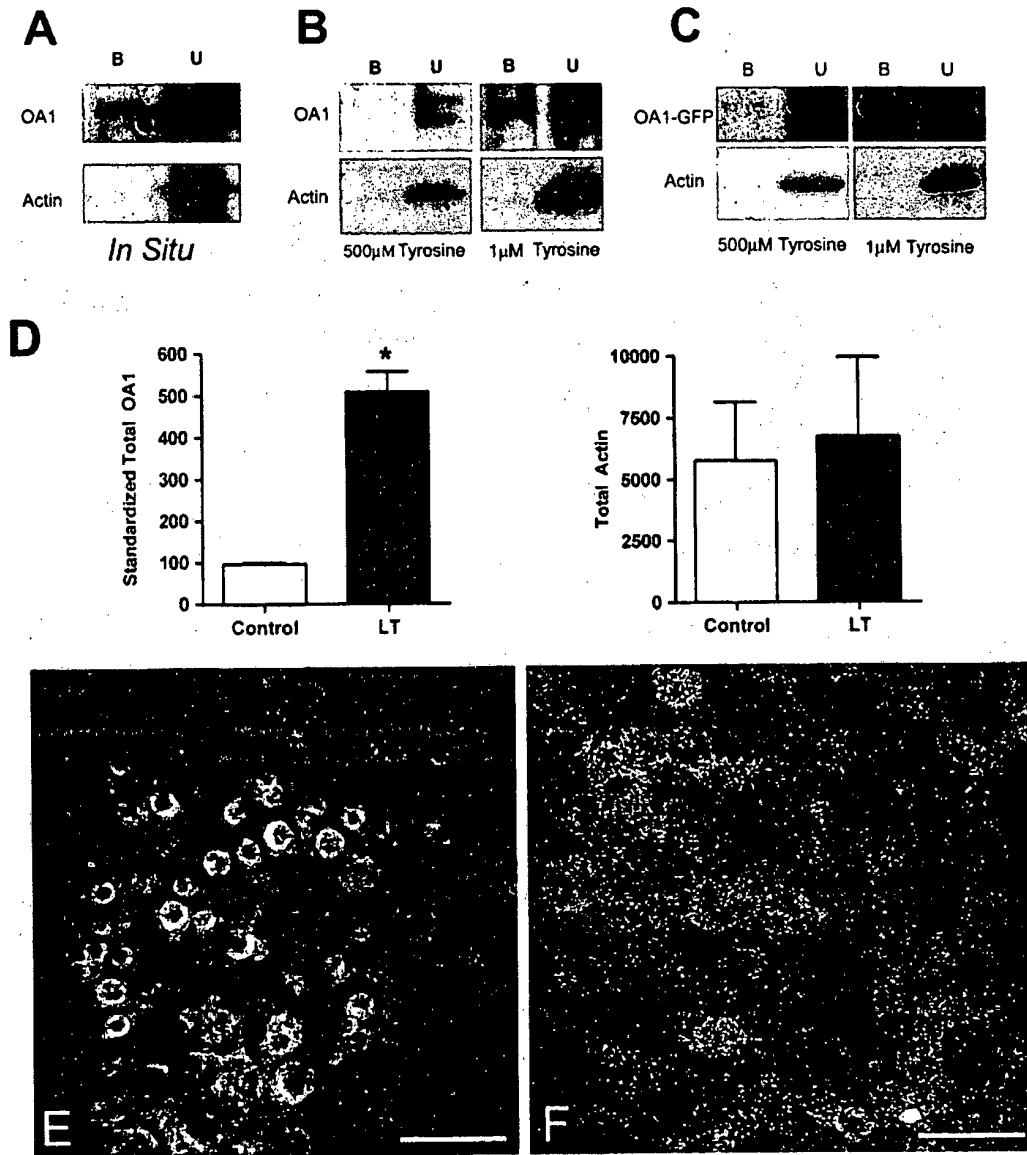 A
B
C
B U
B U B U
B U B U
OA1
OA1
OA1-GFP
Actin
Actin
Actin
In Situ
500µM Tyrosine 1µM Tyrosine
500µM Tyrosine 1µM Tyrosine
D
Standardized Total OA1
600
500
400
300
200
100
0
*
Control LT
Total Actin
10000
7500
5000
2500
0
Control LT
E
F